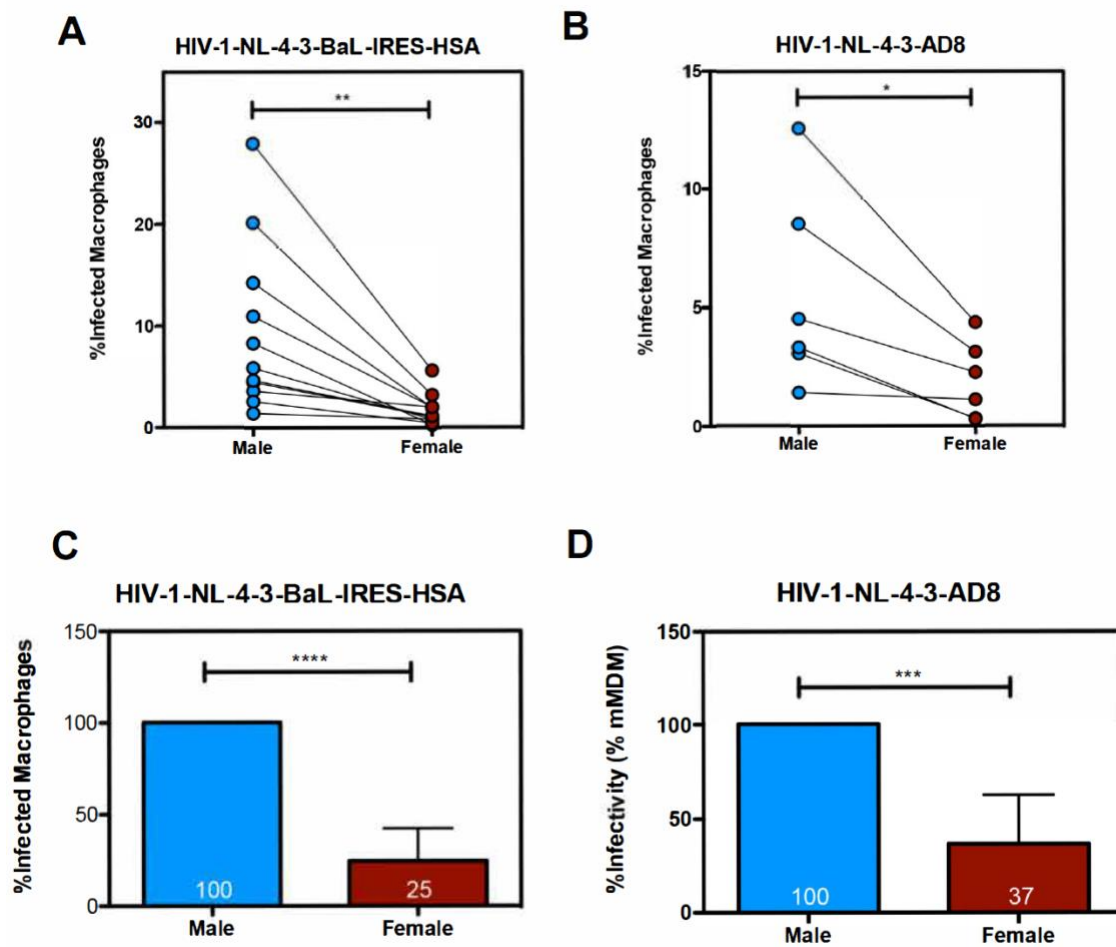 A
HIV-1-NL-4-3-BaL-IRES-HSA
%Infected Macrophages
30
20
10
0
**
Male
Female
B
HIV-1-NL-4-3-AD8
%Infected Macrophages
15
10
5
0
*
Male
Female
C
HIV-1-NL-4-3-BaL-IRES-HSA
%Infected Macrophages
150
100
50
0
****
100
25
Male
Female
D
HIV-1-NL-4-3-AD8
%Infectivity (% mMDM)
150
100
50
0
***
100
37
Male
Female